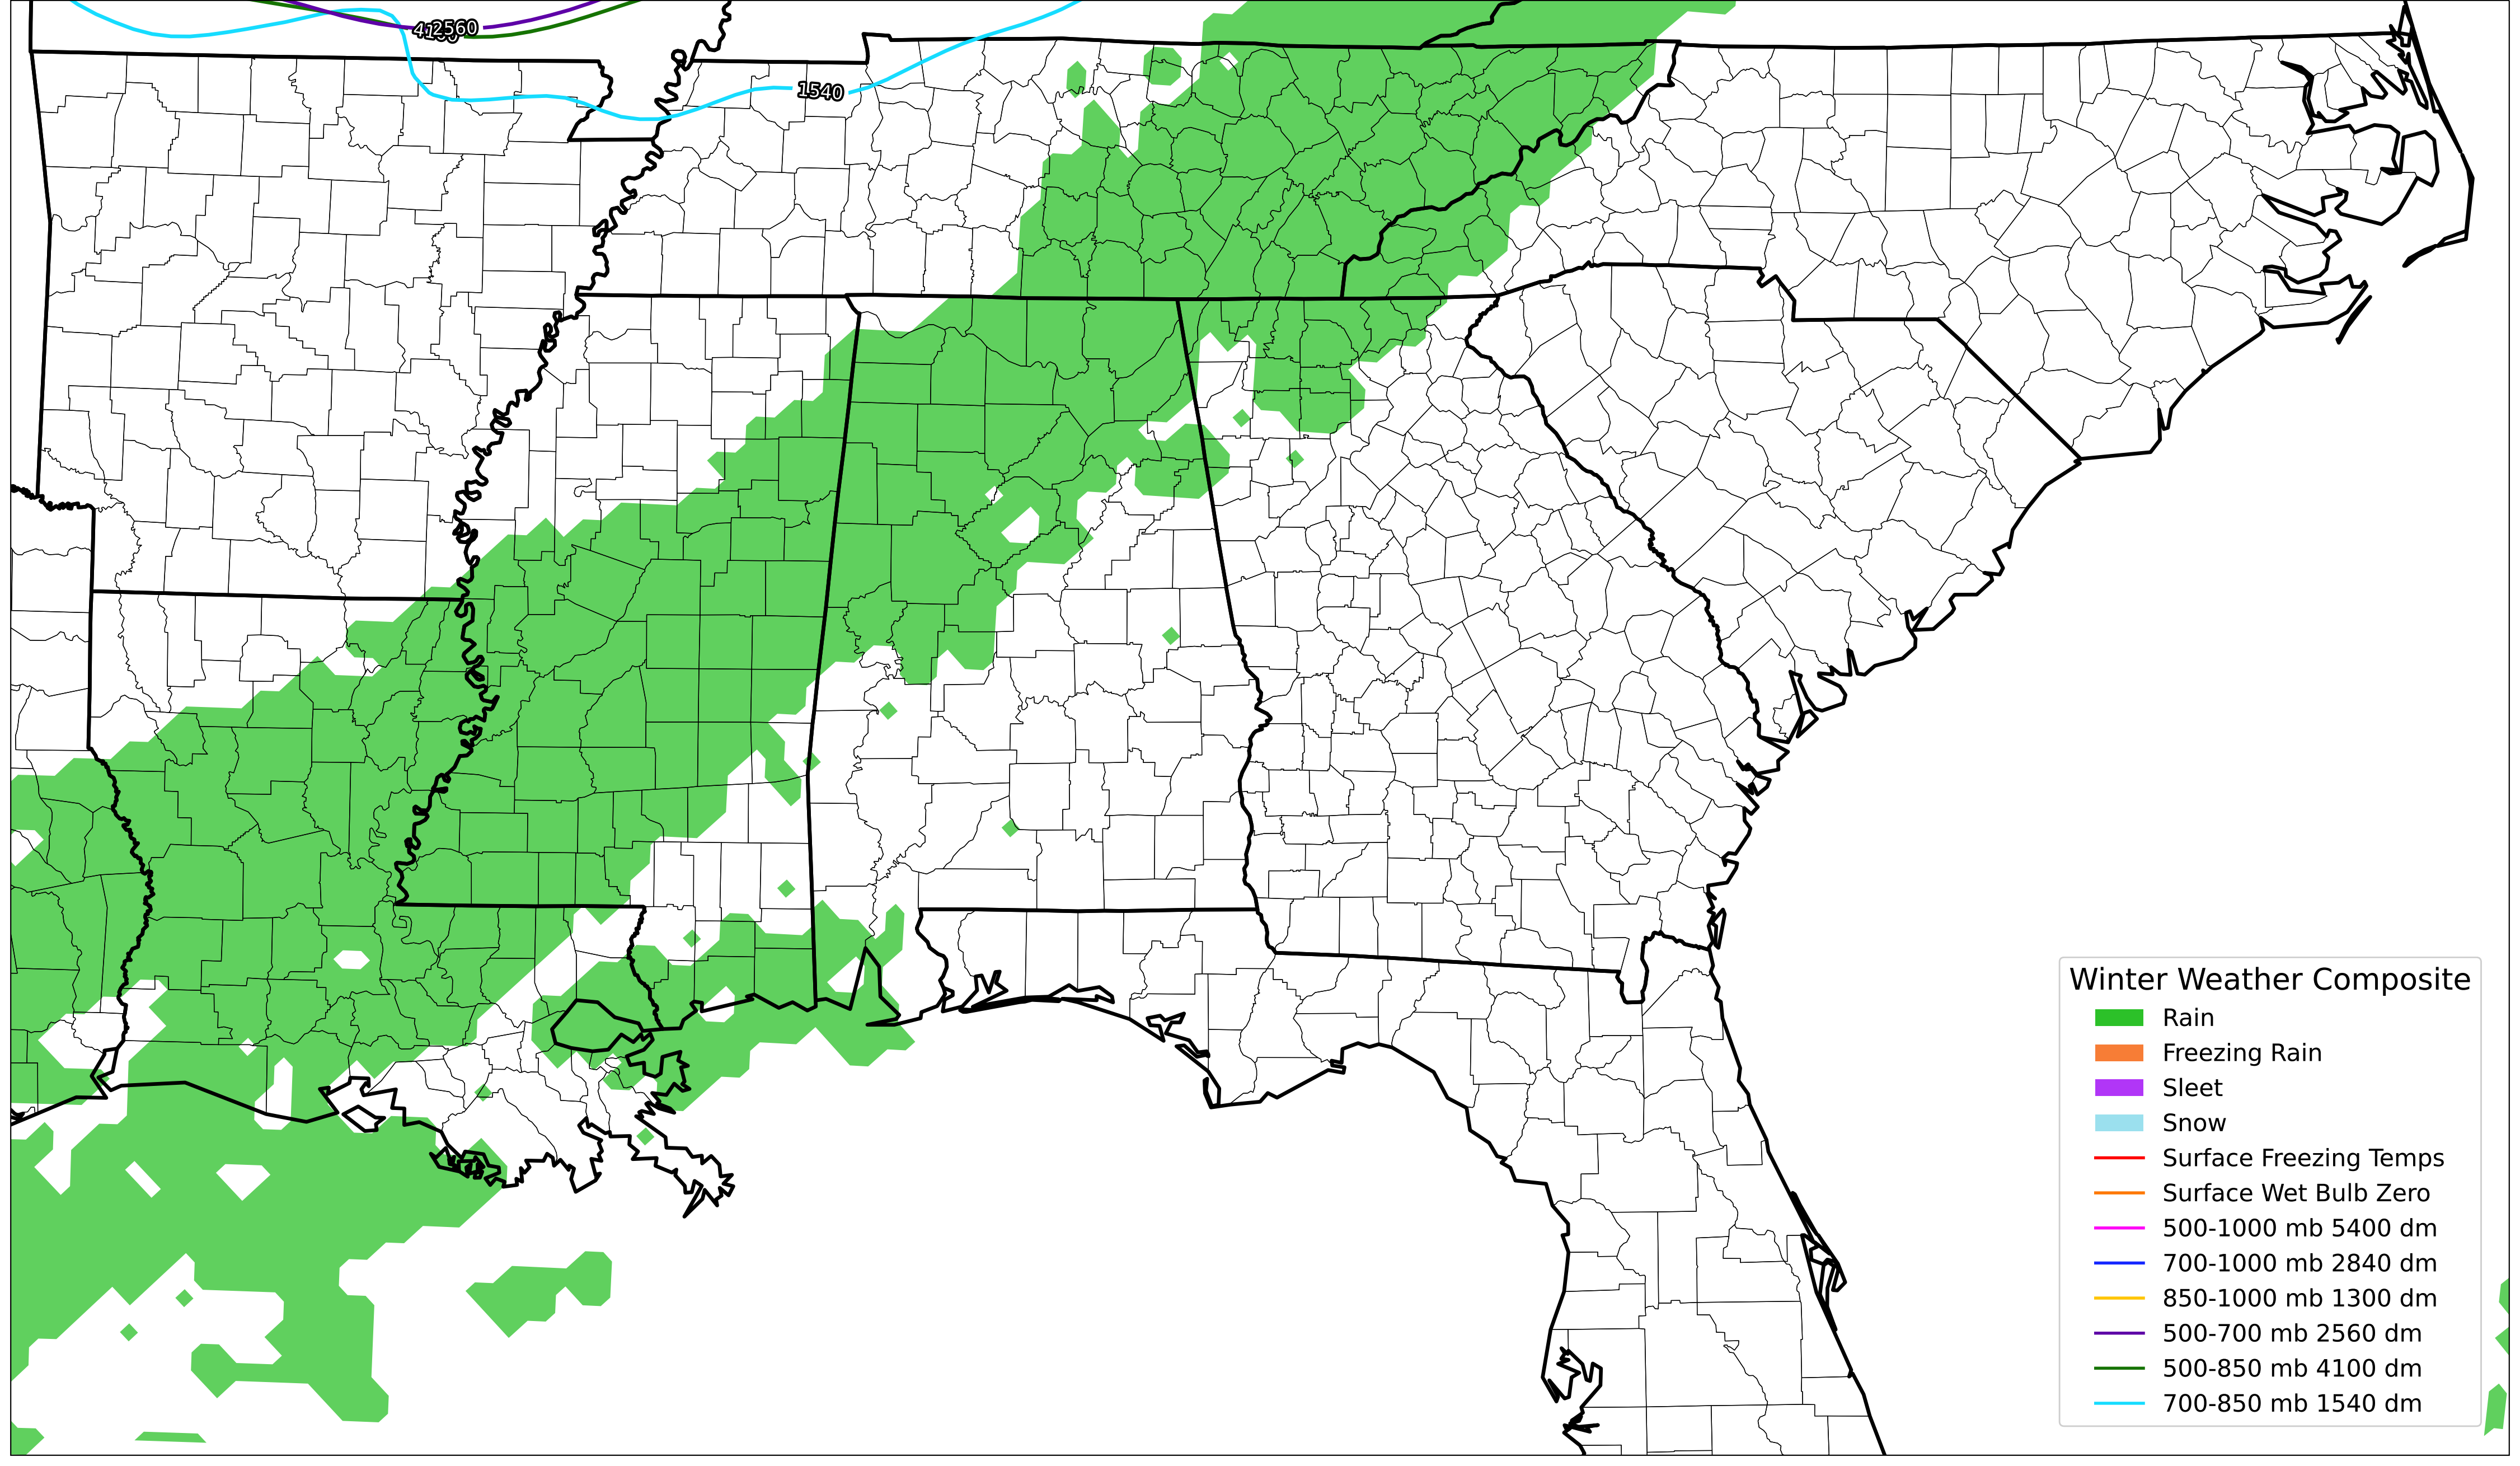 2560
1540
Winter Weather Composite
Rain
Freezing Rain
Sleet
Snow
Surface Freezing Temps
Surface Wet Bulb Zero
500-1000 mb 5400 dm
700-1000 mb 2840 dm
850-1000 mb 1300 dm
500-700 mb 2560 dm
500-850 mb 4100 dm
700-850 mb 1540 dm